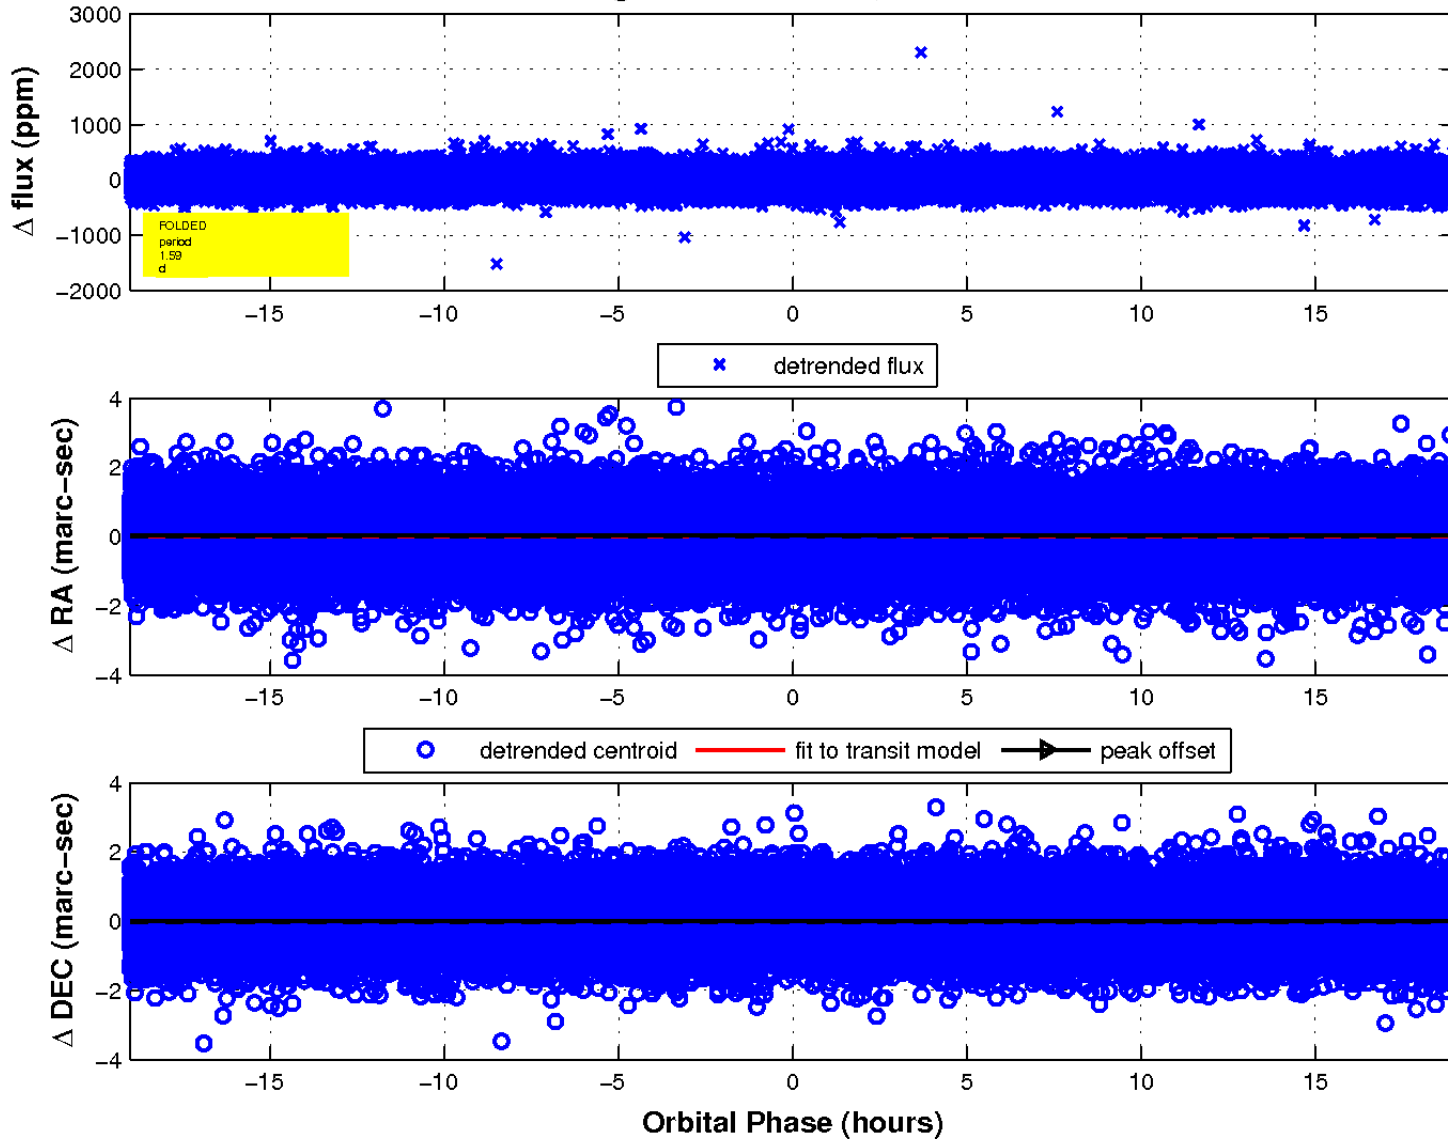 3000
2000
1000
0
−1000
−2000
Δ flux (ppm)
FOLDED
period
1.59
d
−15 −10 −5 0 5 10 15
detrended flux
4
2
0
−2
−4
Δ RA (marc−sec)
−15 −10 −5 0 5 10 15
detrended centroid fit to transit model peak offset
4
2
0
−2
−4
Δ DEC (marc−sec)
−15 −10 −5 0 5 10 15
Orbital Phase (hours)